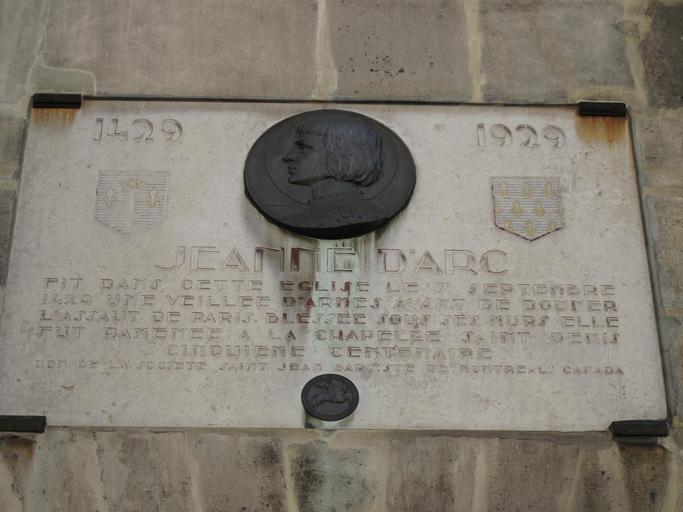 1429 1929
JEANNE D'ARC
FIT DANS CETTE EGLISE LE 7 SEPTEMBRE
1429 UNE VEILLEE D'ARMES AVANT DE DONNER
L'ASSAUT DE PARIS. BLESSEE SOUS SES MURS ELLE
FUT RAMENEE A LA CHAPELLE SAINT DENIS
CINQUIEME CENTENAIRE
DON DE LA SOCIETE SAINT JEAN BAPTISTE DE MONTREAL: CANADA